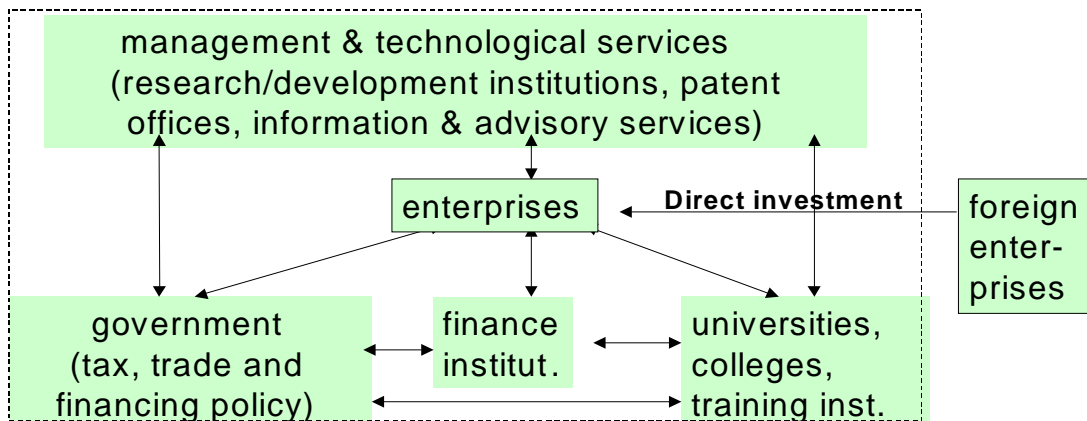 management & technological services
(research/development institutions, patent
offices, information & advisory services)
enterprises
Direct investment
foreign
enter-
prises
government
(tax, trade and
financing policy)
finance
institut.
universities,
colleges,
training inst.